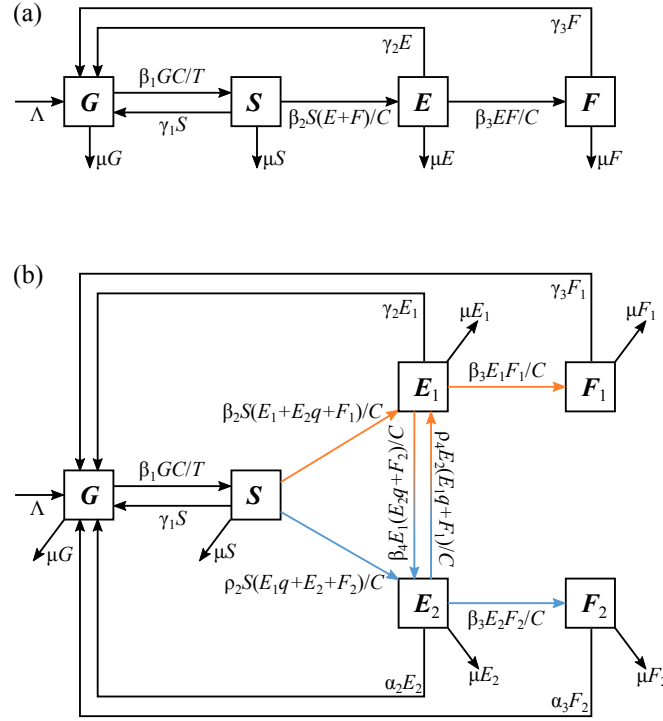 (a)
γ₃F
γ₂E
β₁GC/T
G
S
E
F
Λ
γ₁S
β₂S(E+F)/C
β₃EF/C
μG
μS
μE
μF
(b)
γ₃F₁
γ₂E₁
μE₁
μF₁
β₃E₁F₁/C
E₁
F₁
β₂S(E₁+E₂q+F₁)/C
β₄E₁(E₂q+F₂)/C
ρ₄E₂(E₁q+F₁)/C
β₁GC/T
G
S
Λ
γ₁S
μG
μS
ρ₂S(E₁q+E₂+F₂)/C
E₂
F₂
β₃E₂F₂/C
μE₂
μF₂
α₂E₂
α₃F₂